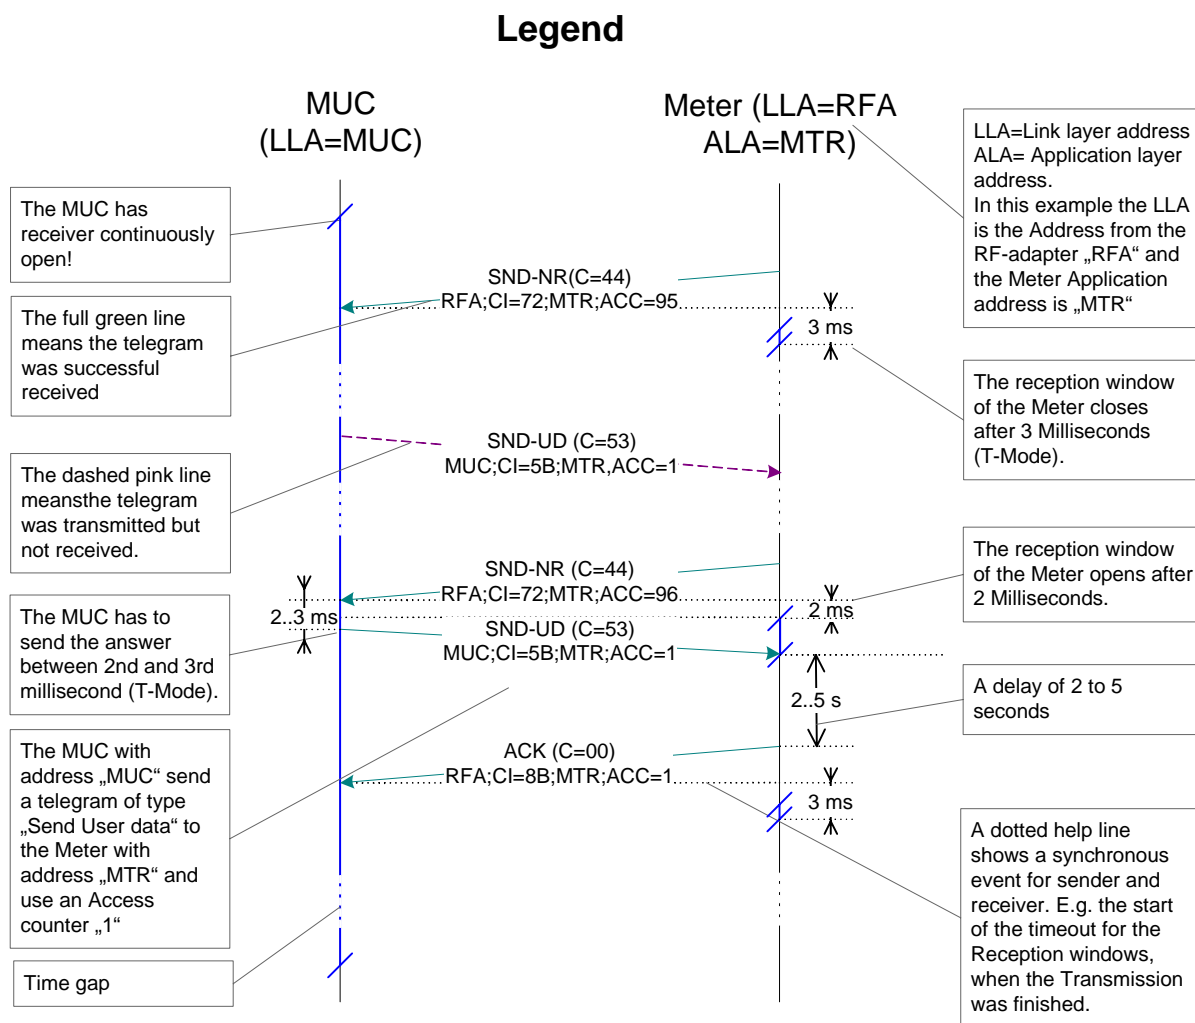 Legend
MUC
(LLA=MUC)
Meter (LLA=RFA
ALA=MTR)
LLA=Link layer address
ALA= Application layer
address.
In this example the LLA
is the Address from the
RF-adapter „RFA“ and
the Meter Application
address is „MTR“
The MUC has
receiver continuously
open!
SND-NR(C=44)
RFA;CI=72;MTR;ACC=95
3 ms
The full green line
means the telegram
was successful
received
The reception window
of the Meter closes
after 3 Milliseconds
(T-Mode).
SND-UD (C=53)
MUC;CI=5B;MTR,ACC=1
The dashed pink line
meansthe telegram
was transmitted but
not received.
The reception window
of the Meter opens after
2 Milliseconds.
SND-NR (C=44)
RFA;CI=72;MTR;ACC=96
2..3 ms
2 ms
SND-UD (C=53)
MUC;CI=5B;MTR;ACC=1
The MUC has to
send the answer
between 2nd and 3rd
millisecond (T-Mode).
2..5 s
A delay of 2 to 5
seconds
The MUC with
address „MUC“ send
a telegram of type
„Send User data“ to
the Meter with
address „MTR“ and
use an Access
counter „1“
ACK (C=00)
RFA;CI=8B;MTR;ACC=1
3 ms
A dotted help line
shows a synchronous
event for sender and
receiver. E.g. the start
of the timeout for the
Reception windows,
when the Transmission
was finished.
Time gap